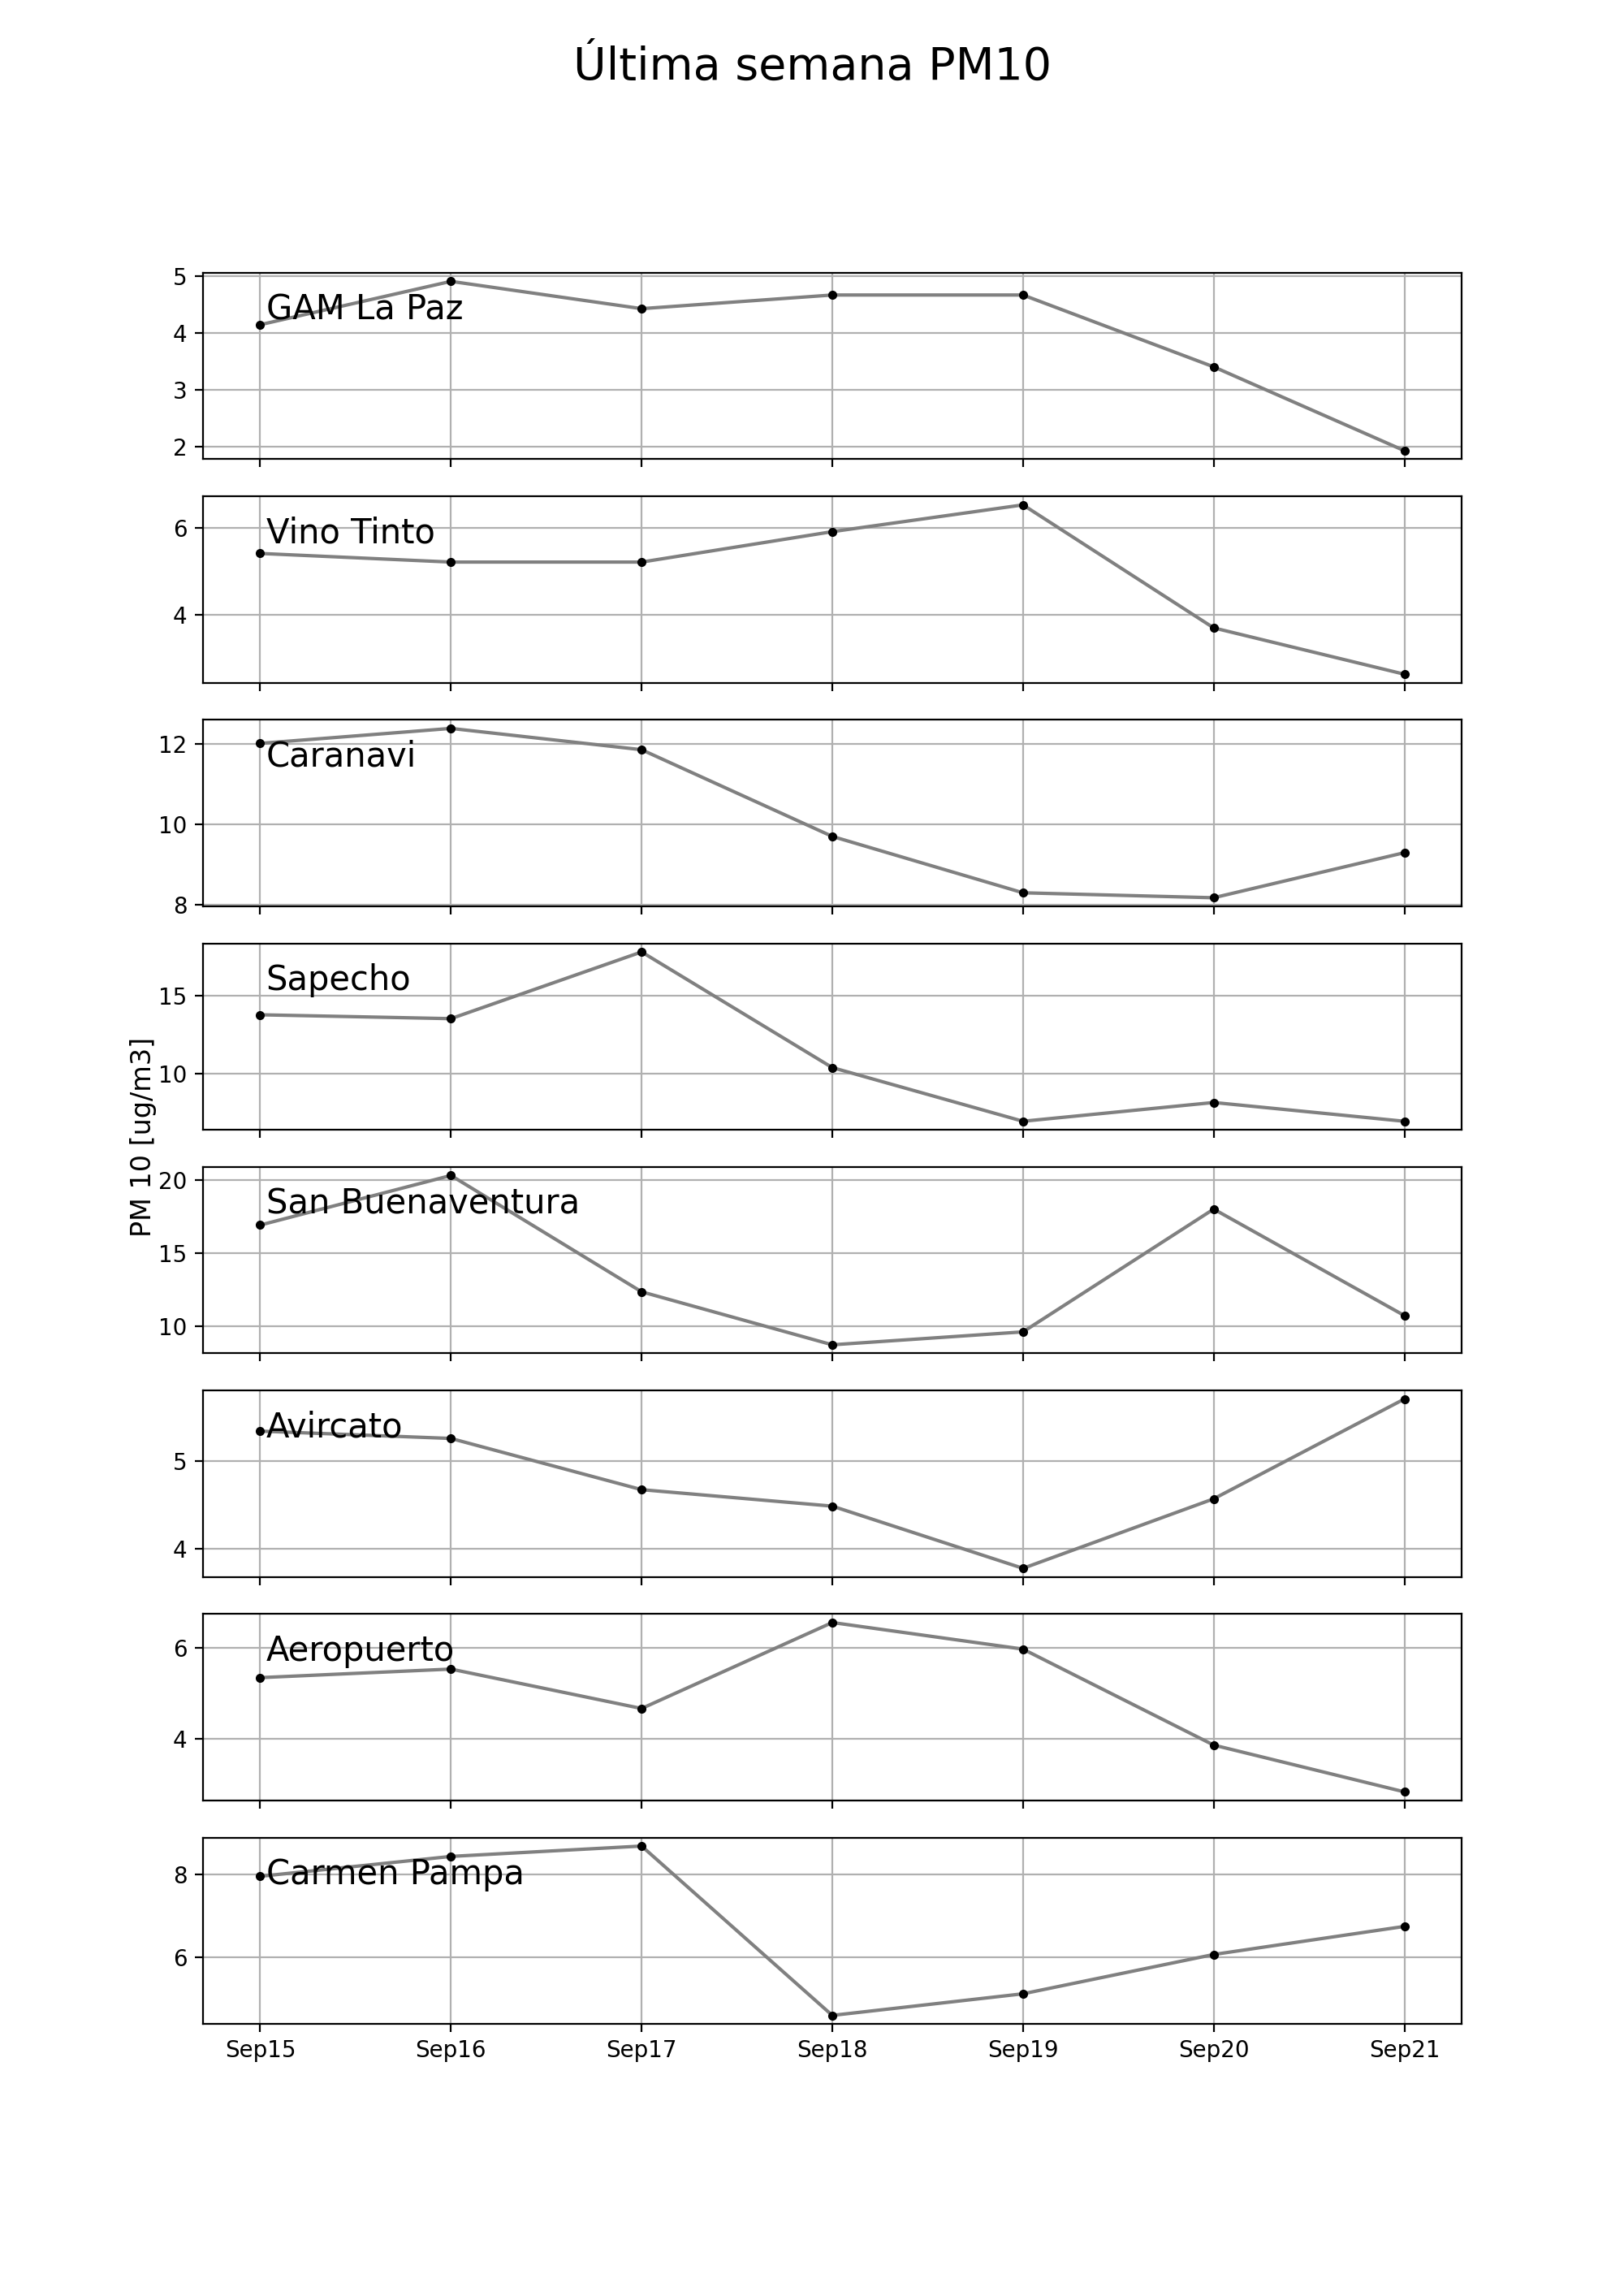 Última semana PM10
5
GAM La Paz
4
3
2
Vino Tinto
6
4
12
Caranavi
10
8
Sapecho
15
10
PM 10 [ug/m3]
20
San Buenaventura
15
10
Avircato
5
4
Aeropuerto
6
4
Carmen Pampa
8
6
Sep15 Sep16 Sep17 Sep18 Sep19 Sep20 Sep21